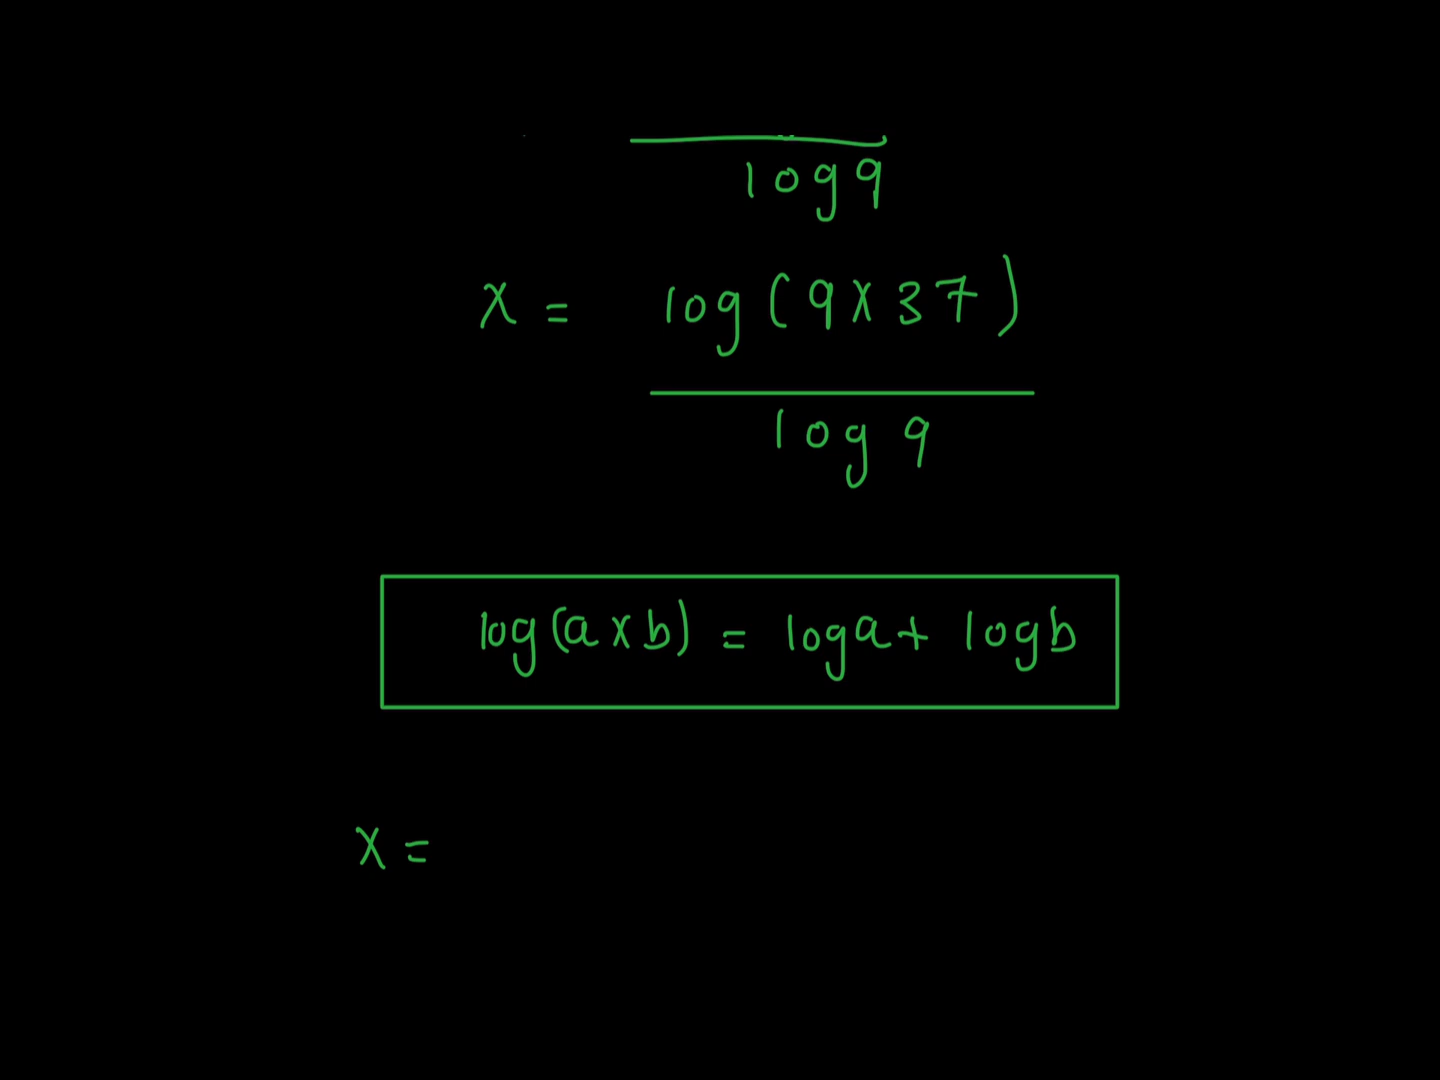 log9
x = log(9x37)
log 9
log(axb) = loga+ logb
x =